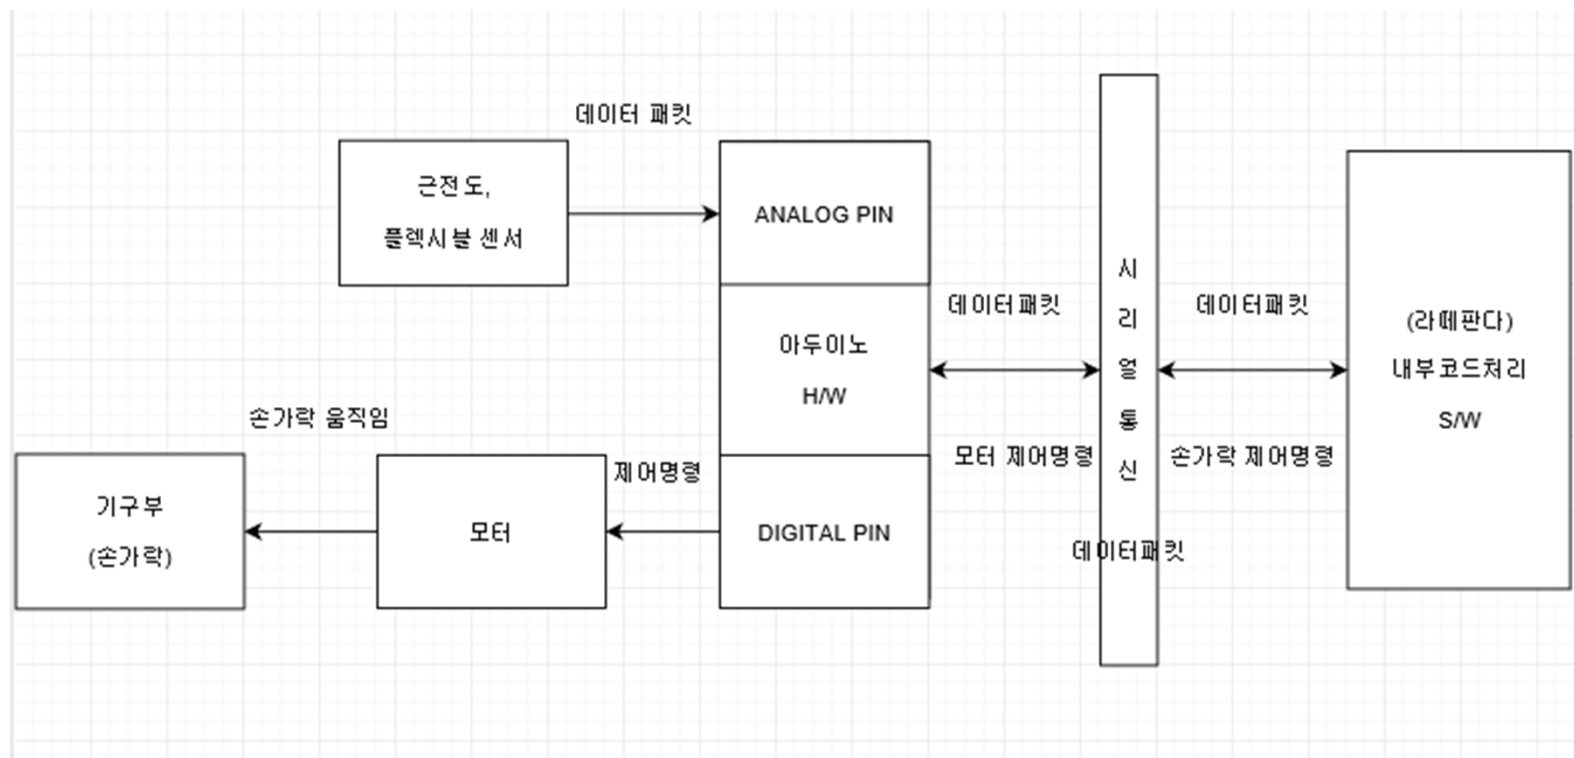 데이터 패킷
근전도,
플렉시블 센서
ANALOG PIN
아두이노
H/W
데이터패킷
모터 제어명령
시
리
얼
통
신
데이터패킷
데이터패킷
손가락 제어명령
(라떼판다)
내부코드처리
S/W
손가락 움직임
기구부
(손가락)
모터
제어명령
DIGITAL PIN